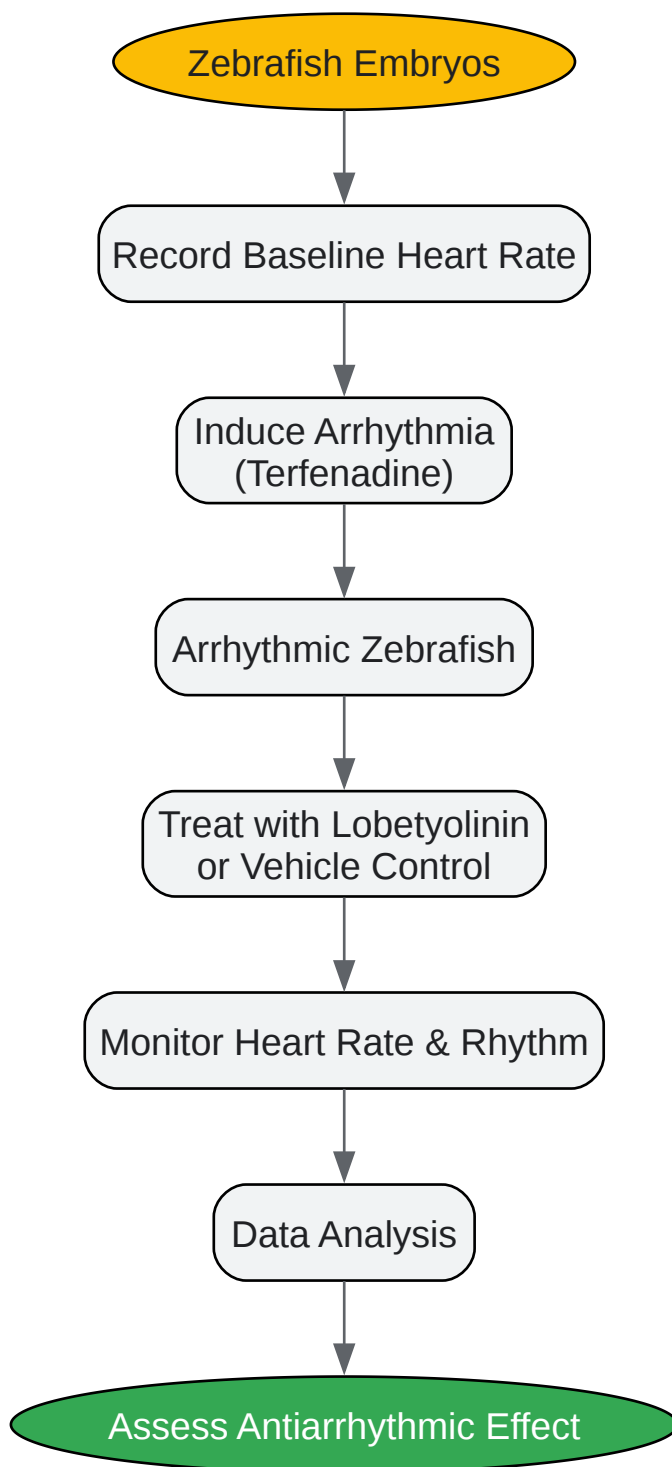 Zebrafish Embryos
Record Baseline Heart Rate
Induce Arrhythmia
(Terfenadine)
Arrhythmic Zebrafish
Treat with Lobetyolinin
or Vehicle Control
Monitor Heart Rate & Rhythm
Data Analysis
Assess Antiarrhythmic Effect